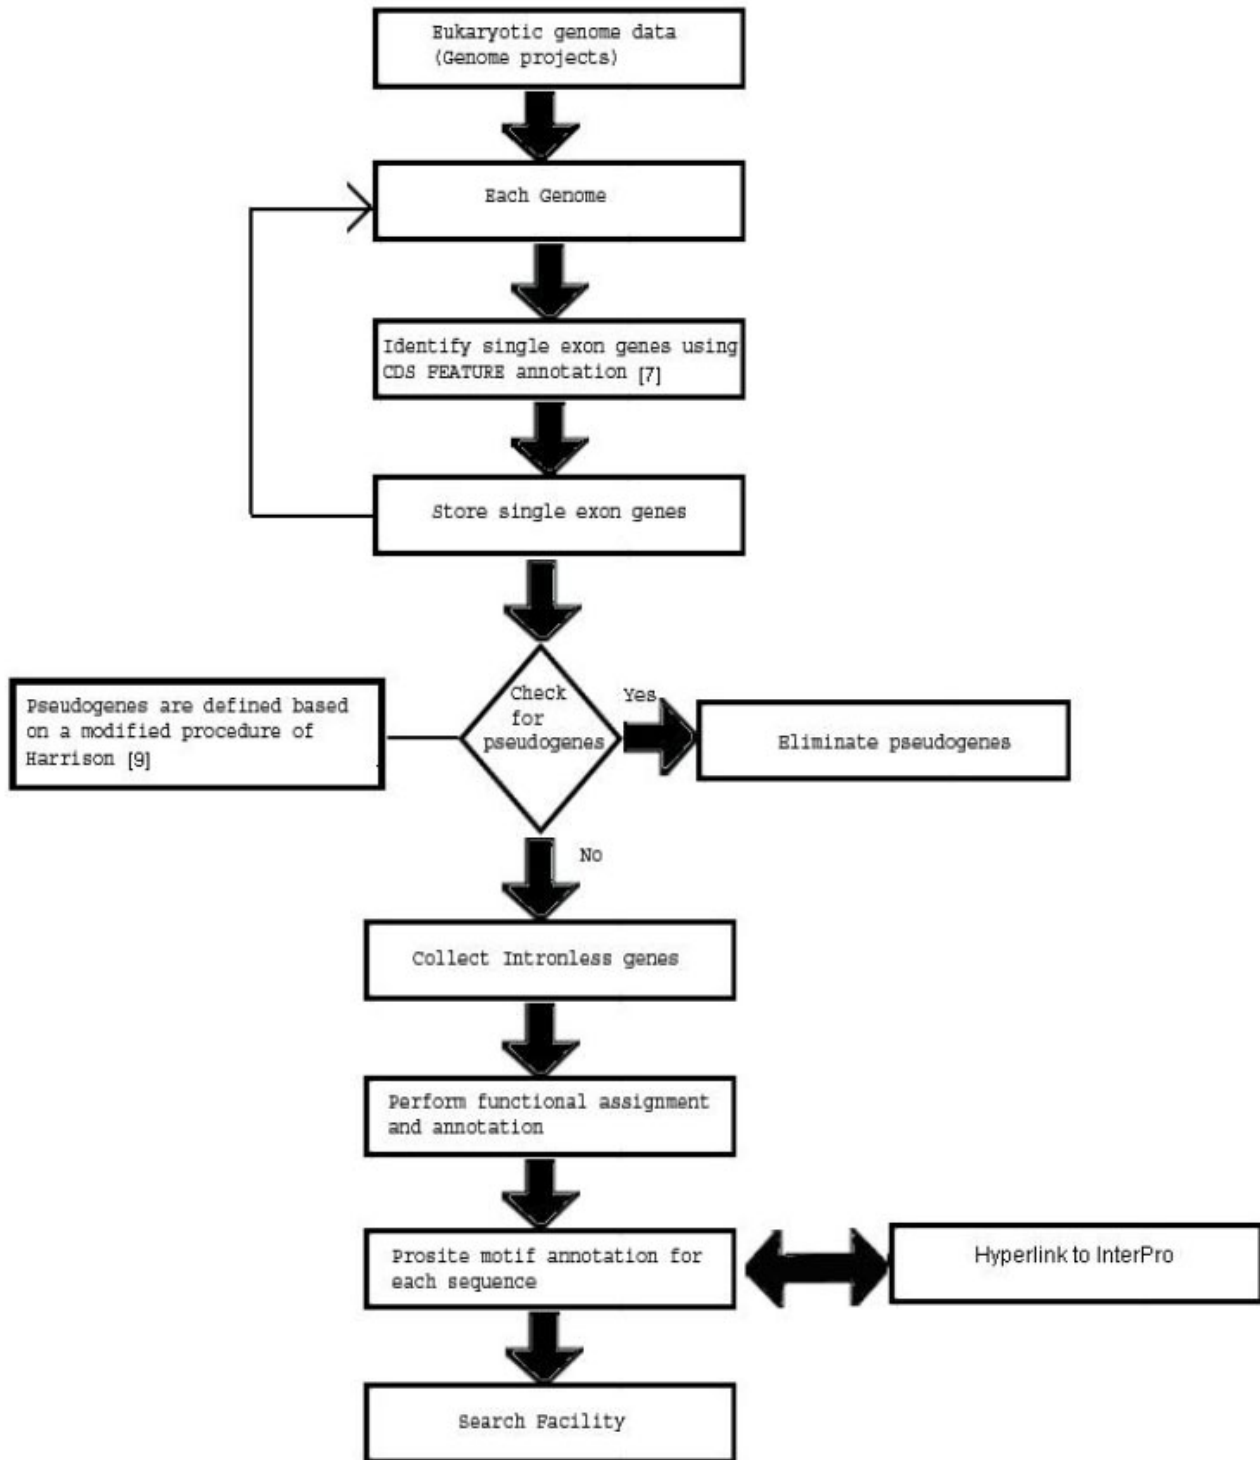 Eukaryotic genome data
(Genome projects)
Each Genome
Identify single exon genes using
CDS FEATURE annotation [7]
Store single exon genes
Check
for
pseudogenes
Yes
Pseudogenes are defined based
on a modified procedure of
Harrison [9]
Eliminate pseudogenes
No
Collect Intronless genes
Perform functional assignment
and annotation
Prosite motif annotation for
each sequence
Hyperlink to InterPro
Search Facility